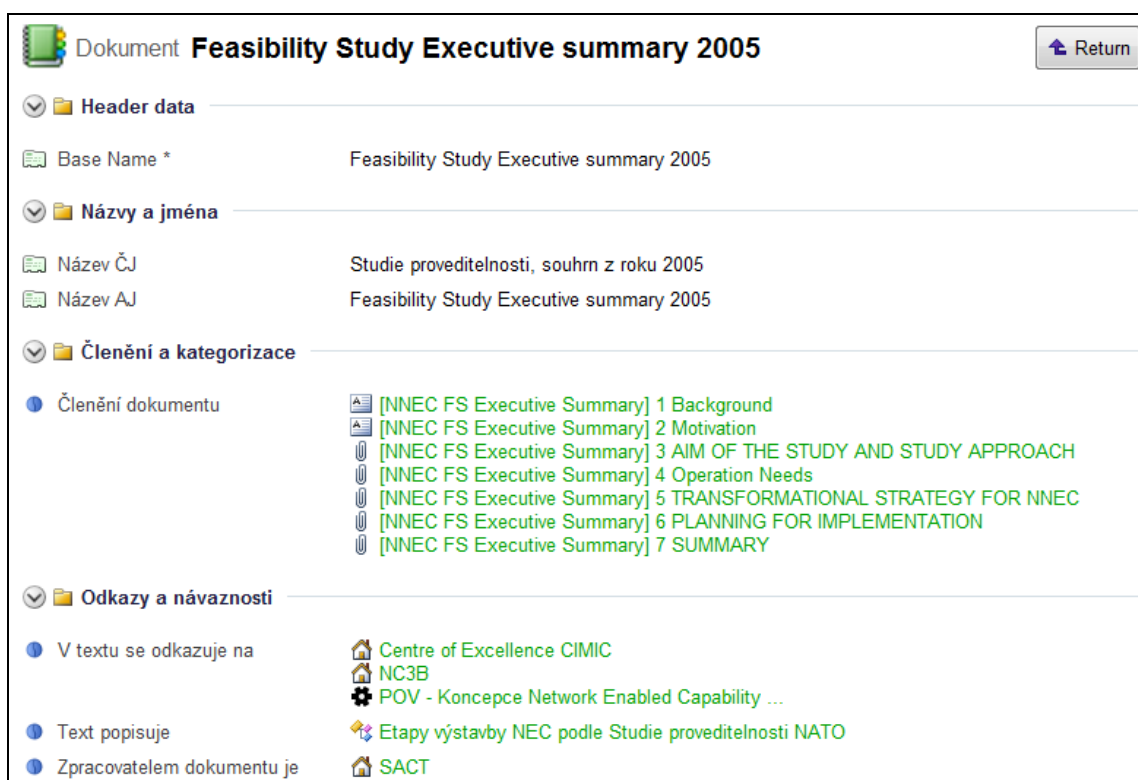 Dokument Feasibility Study Executive summary 2005
Return
Header data
Base Name * Feasibility Study Executive summary 2005
Názvy a jména
Název ČJ Studie proveditelnosti, souhrn z roku 2005
Název AJ Feasibility Study Executive summary 2005
Členění a kategorizace
Členění dokumentu [NNEC FS Executive Summary] 1 Background
[NNEC FS Executive Summary] 2 Motivation
[NNEC FS Executive Summary] 3 AIM OF THE STUDY AND STUDY APPROACH
[NNEC FS Executive Summary] 4 Operation Needs
[NNEC FS Executive Summary] 5 TRANSFORMATIONAL STRATEGY FOR NNEC
[NNEC FS Executive Summary] 6 PLANNING FOR IMPLEMENTATION
[NNEC FS Executive Summary] 7 SUMMARY
Odkazy a návaznosti
V textu se odkazuje na Centre of Excellence CIMIC
NC3B
POV - Koncepce Network Enabled Capability ...
Text popisuje Etapy výstavby NEC podle Studie proveditelnosti NATO
Zpracovatelem dokumentu je SACT